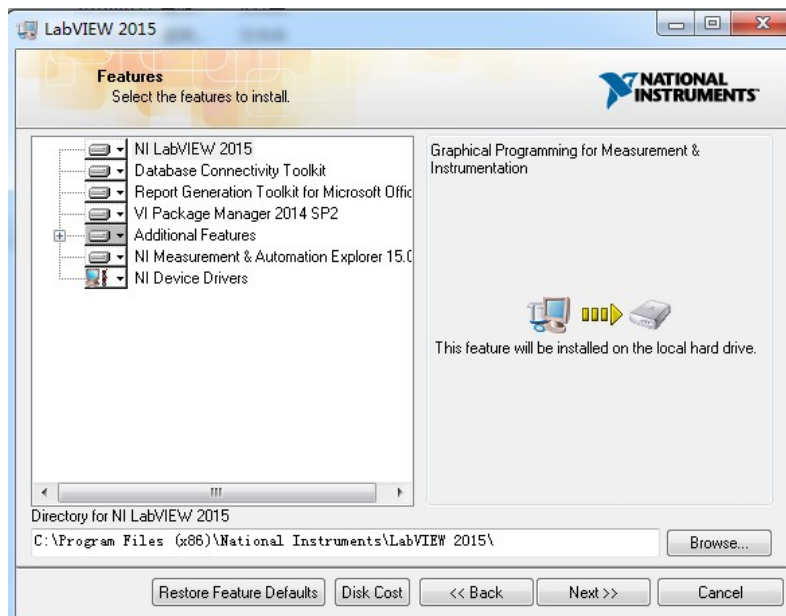 LabVIEW 2015
Features
Select the features to install.
NATIONAL
INSTRUMENTS™
NI LabVIEW 2015
Database Connectivity Toolkit
Report Generation Toolkit for Microsoft Offic
VI Package Manager 2014 SP2
Additional Features
NI Measurement & Automation Explorer 15.0
NI Device Drivers
Graphical Programming for Measurement &
Instrumentation
This feature will be installed on the local hard drive.
Directory for NI LabVIEW 2015
C:\Program Files (x86)\National Instruments\LabVIEW 2015\
Browse...
Restore Feature Defaults
Disk Cost
<< Back
Next >>
Cancel